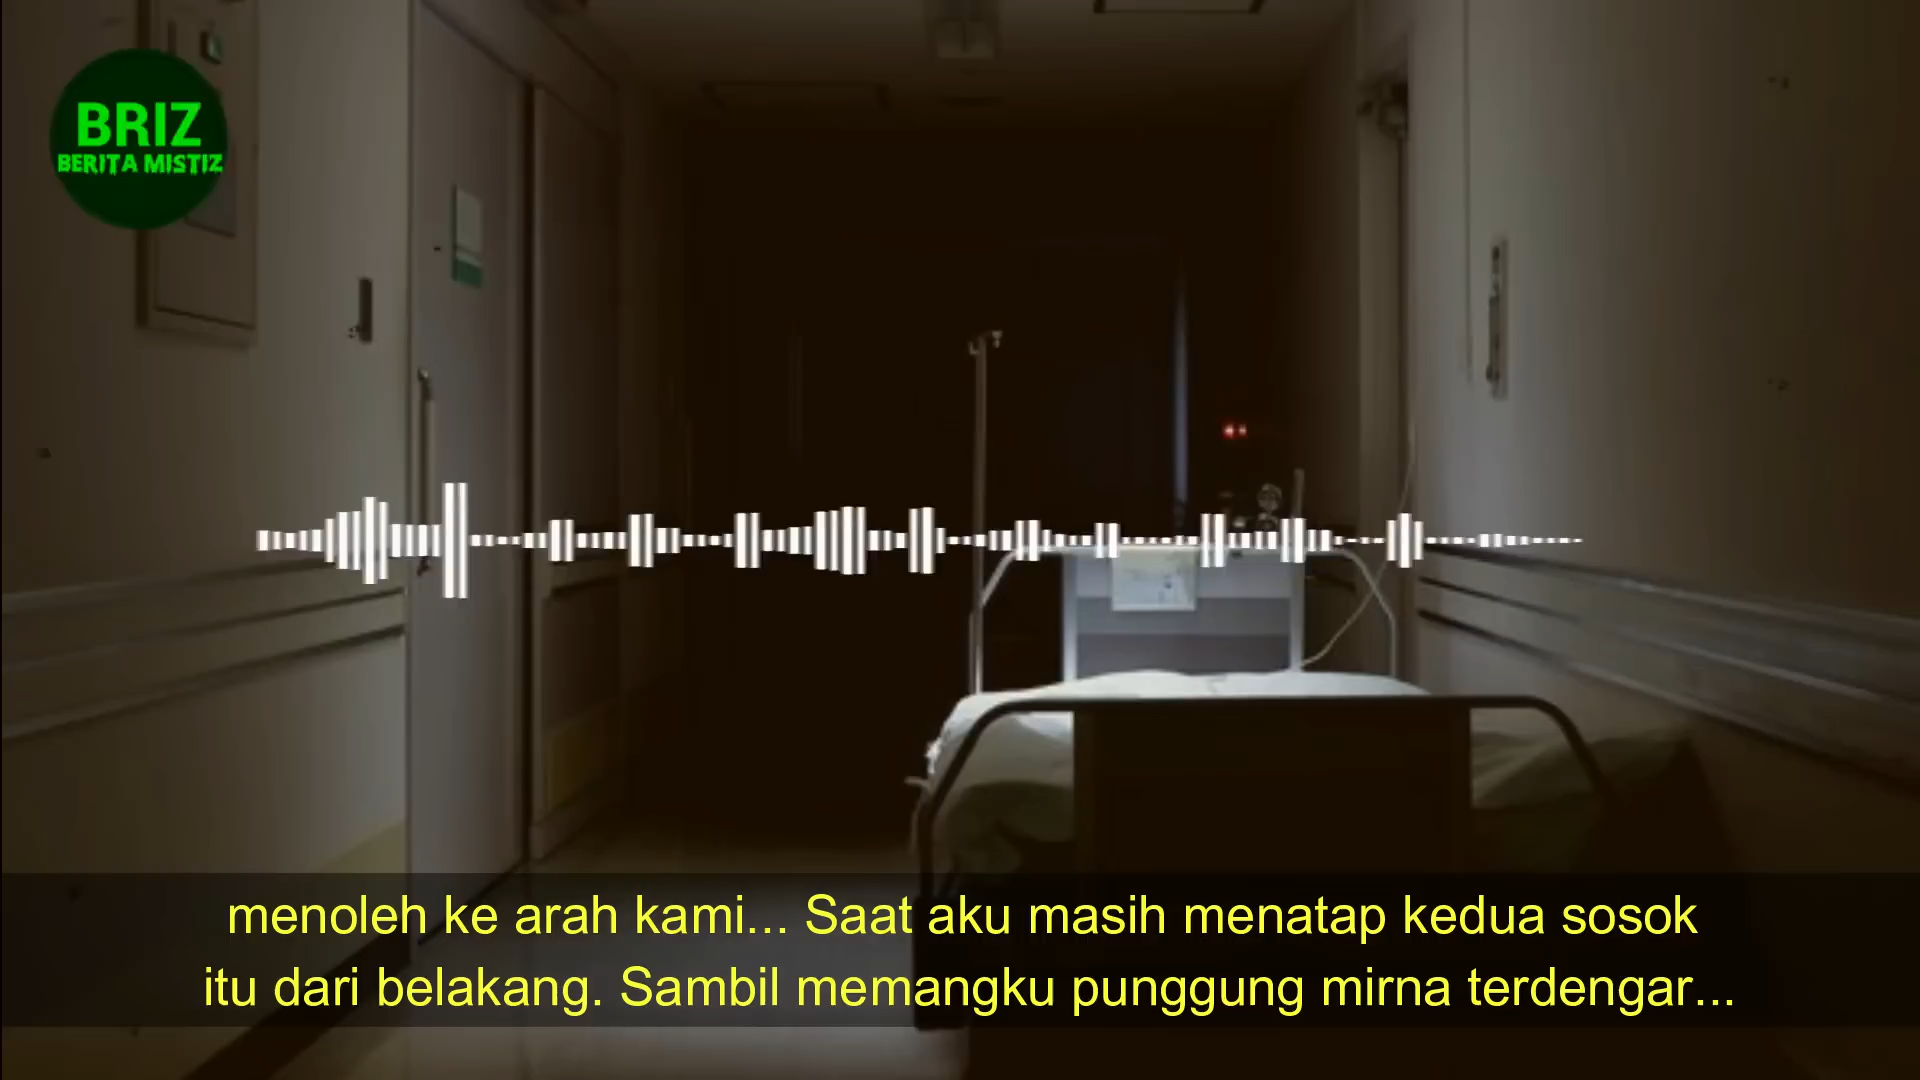 BRIZ
BERITA MISTIZ
menoleh ke arah kami... Saat aku masih menatap kedua sosok
itu dari belakang. Sambil memangku punggung mirna terdengar...